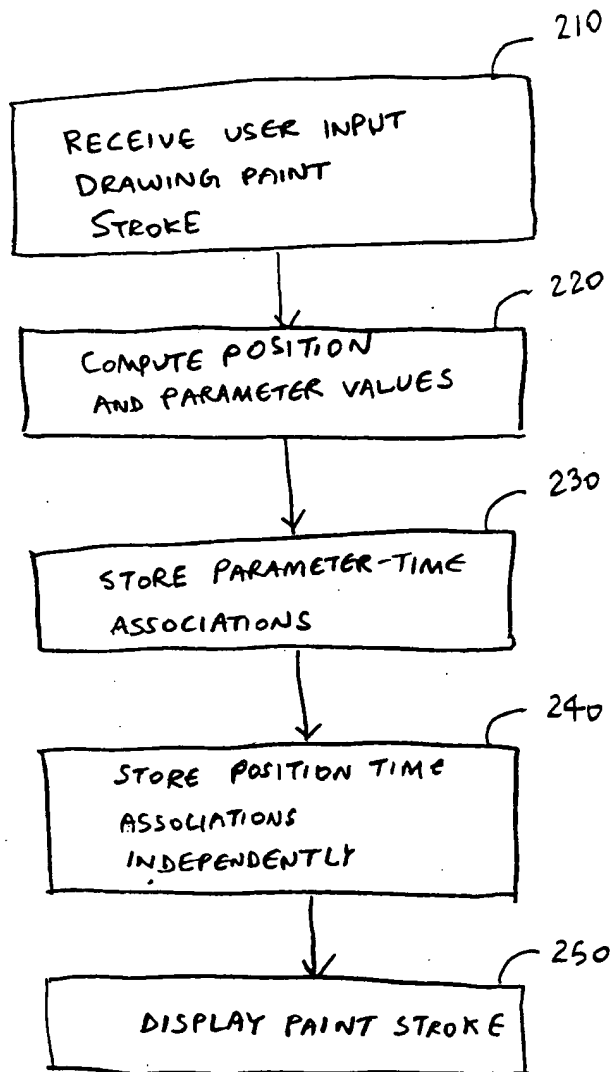 210
RECEIVE USER INPUT
DRAWING PAINT
STROKE
220
COMPUTE POSITION
AND PARAMETER VALUES
230
STORE PARAMETER-TIME
ASSOCIATIONS
240
STORE POSITION TIME
ASSOCIATIONS
INDEPENDENTLY
250
DISPLAY PAINT STROKE